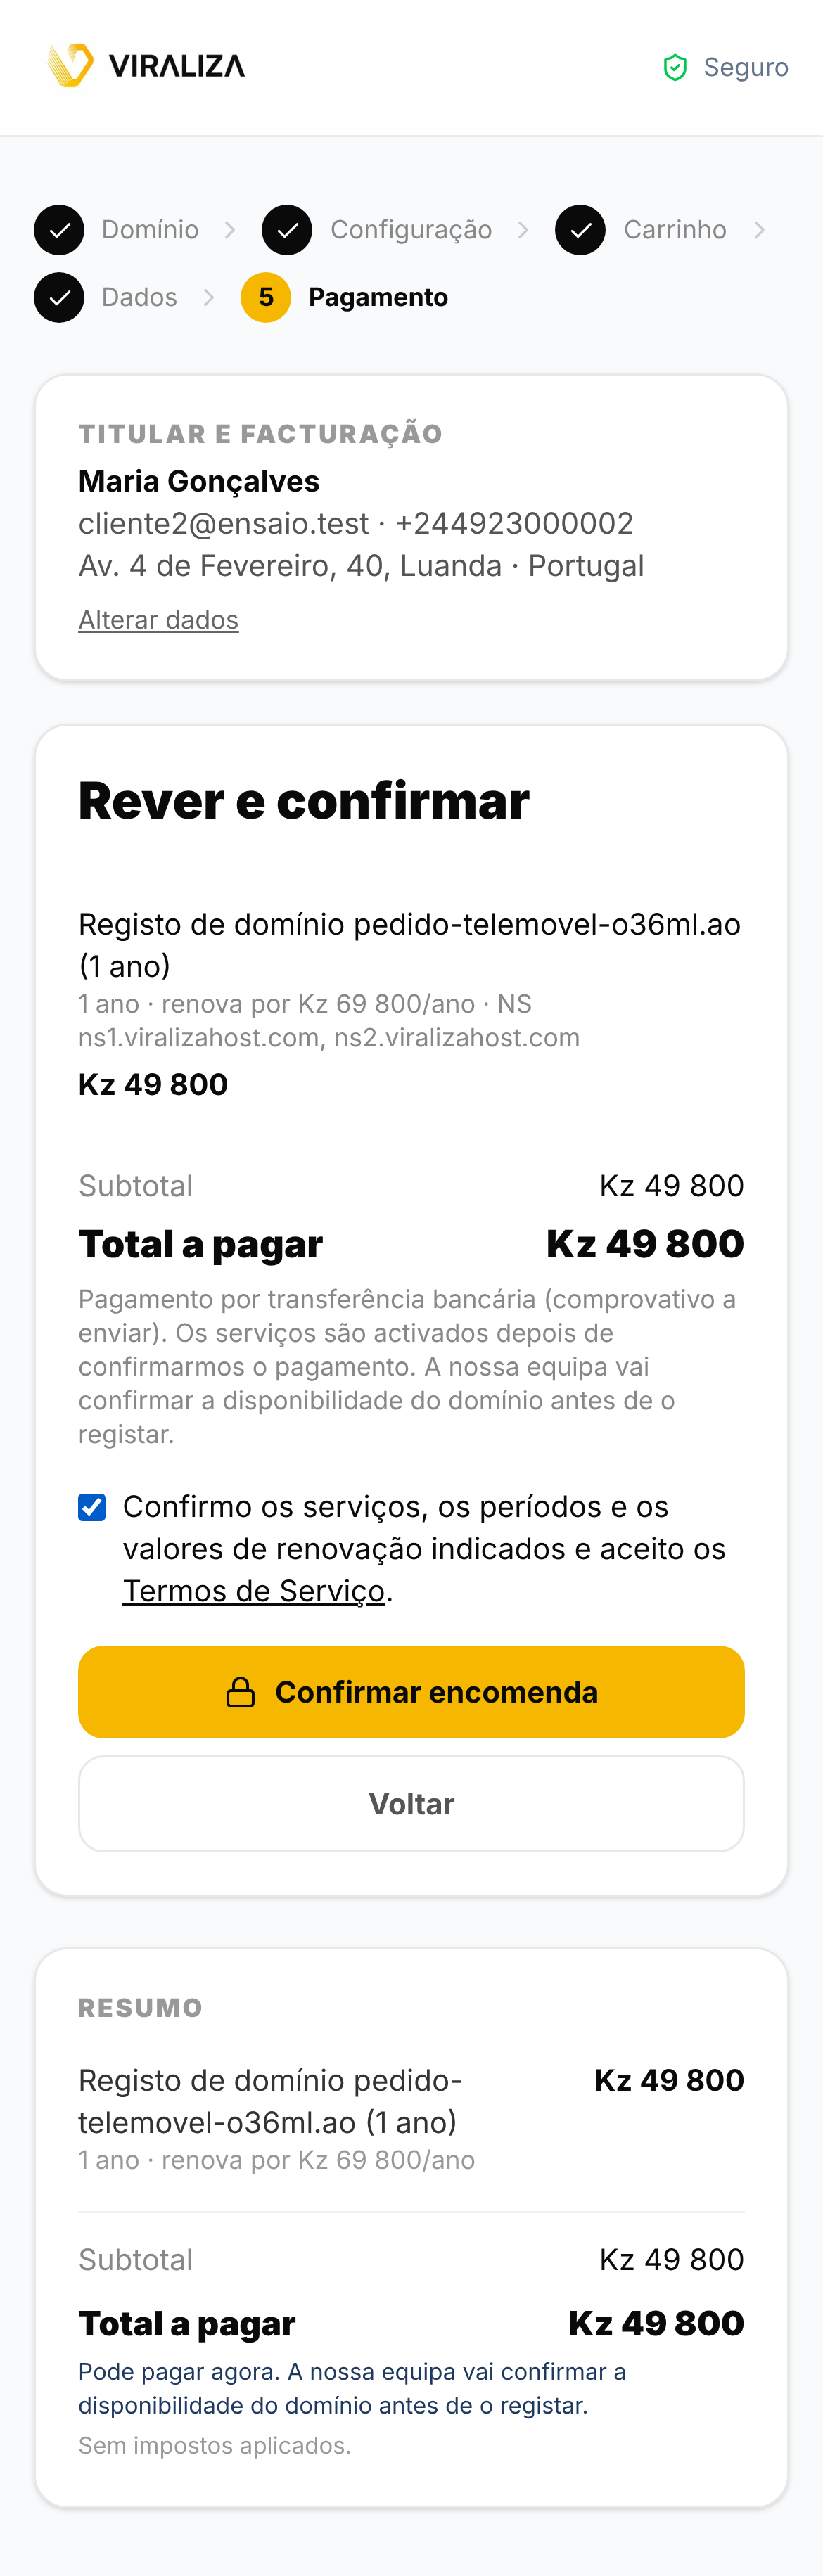 VIRALIZA
Seguro
Domínio
Configuração
Carrinho
Dados
5 Pagamento
TITULAR E FACTURAÇÃO
Maria Gonçalves
cliente2@ensaio.test · +244923000002
Av. 4 de Fevereiro, 40, Luanda · Portugal
Alterar dados
Rever e confirmar
Registo de domínio pedido-telemovel-o36ml.ao
(1 ano)
1 ano · renova por Kz 69 800/ano · NS
ns1.viralizahost.com, ns2.viralizahost.com
Kz 49 800
Subtotal Kz 49 800
Total a pagar Kz 49 800
Pagamento por transferência bancária (comprovativo a
enviar). Os serviços são activados depois de
confirmarmos o pagamento. A nossa equipa vai
confirmar a disponibilidade do domínio antes de o
registar.
Confirmo os serviços, os períodos e os
valores de renovação indicados e aceito os
Termos de Serviço.
Confirmar encomenda
Voltar
RESUMO
Registo de domínio pedido- Kz 49 800
telemovel-o36ml.ao (1 ano)
1 ano · renova por Kz 69 800/ano
Subtotal Kz 49 800
Total a pagar Kz 49 800
Pode pagar agora. A nossa equipa vai confirmar a
disponibilidade do domínio antes de o registar.
Sem impostos aplicados.